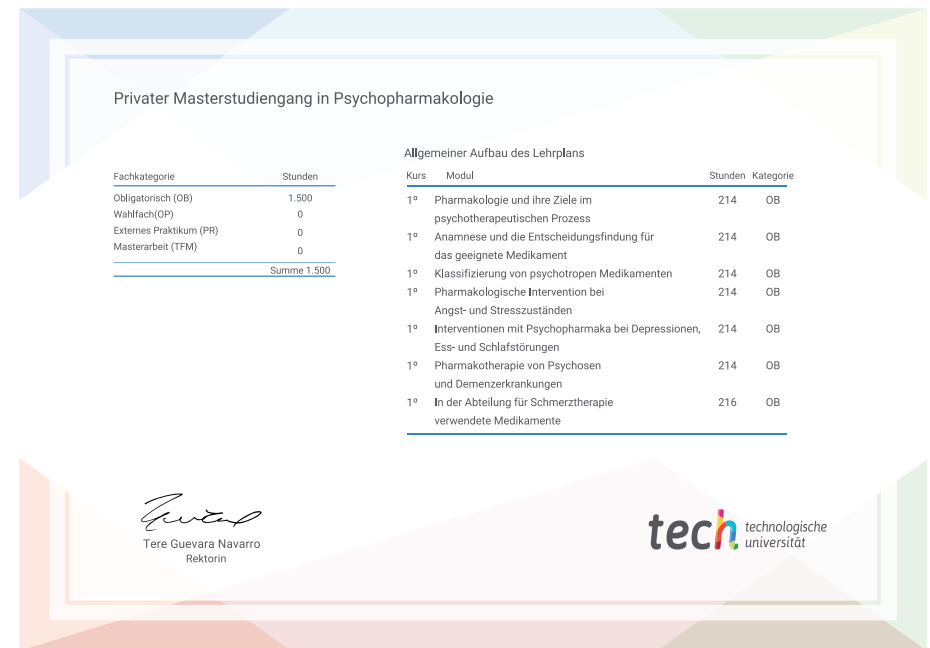 Privater Masterstudiengang in Psychopharmakologie
Fachkategorie Stunden
Obligatorisch (OB) 1.500
Wahlfach(OP) 0
Externes Praktikum (PR) 0
Masterarbeit (TFM) 0
Summe 1.500
Allgemeiner Aufbau des Lehrplans
Kurs Modul Stunden Kategorie
1º Pharmakologie und ihre Ziele im 214 OB
psychotherapeutischen Prozess
1º Anamnese und die Entscheidungsfindung für 214 OB
das geeignete Medikament
1º Klassifizierung von psychotropen Medikamenten 214 OB
1º Pharmakologische Intervention bei 214 OB
Angst- und Stresszuständen
1º Interventionen mit Psychopharmaka bei Depressionen, 214 OB
Ess- und Schlafstörungen
1º Pharmakotherapie von Psychosen 214 OB
und Demenzerkrankungen
1º In der Abteilung für Schmerztherapie 216 OB
verwendete Medikamente
Tere Guevara Navarro
Rektorin
tech technologische
universität